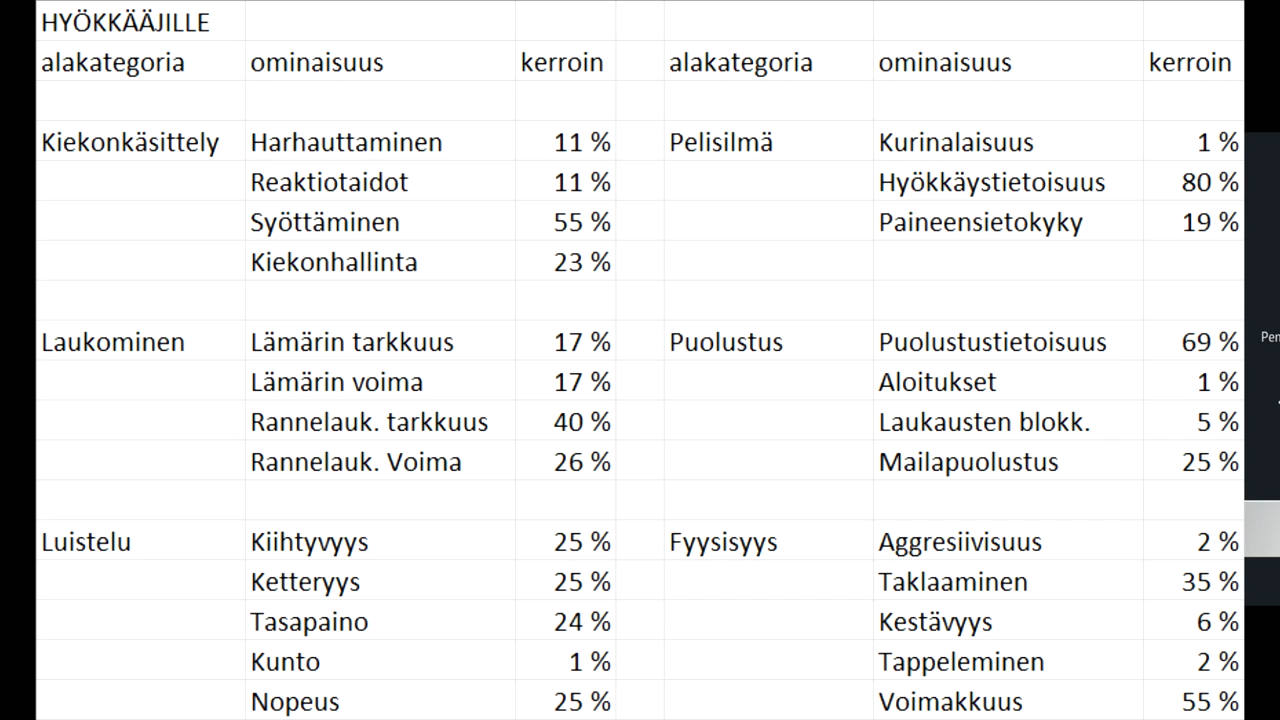 HYÖKKÄÄJILLE
alakategoria ominaisuus kerroin alakategoria ominaisuus kerroin
Kiekonkäsittely Harhauttaminen 11 % Pelisilmä Kurinalaisuus 1 %
Reaktiotaidot 11 % Hyökkäystietoisuus 80 %
Syöttäminen 55 % Paineensietokyky 19 %
Kiekonhallinta 23 %
Laukominen Lämärin tarkkuus 17 % Puolustus Puolustustietoisuus 69 %
Lämärin voima 17 % Aloitukset 1 %
Rannelauk. tarkkuus 40 % Laukausten blokk. 5 %
Rannelauk. Voima 26 % Mailapuolustus 25 %
Luistelu Kiihtyvyys 25 % Fyysisyys Aggresiivisuus 2 %
Ketteryys 25 % Taklaaminen 35 %
Tasapaino 24 % Kestävyys 6 %
Kunto 1 % Tappeleminen 2 %
Nopeus 25 % Voimakkuus 55 %